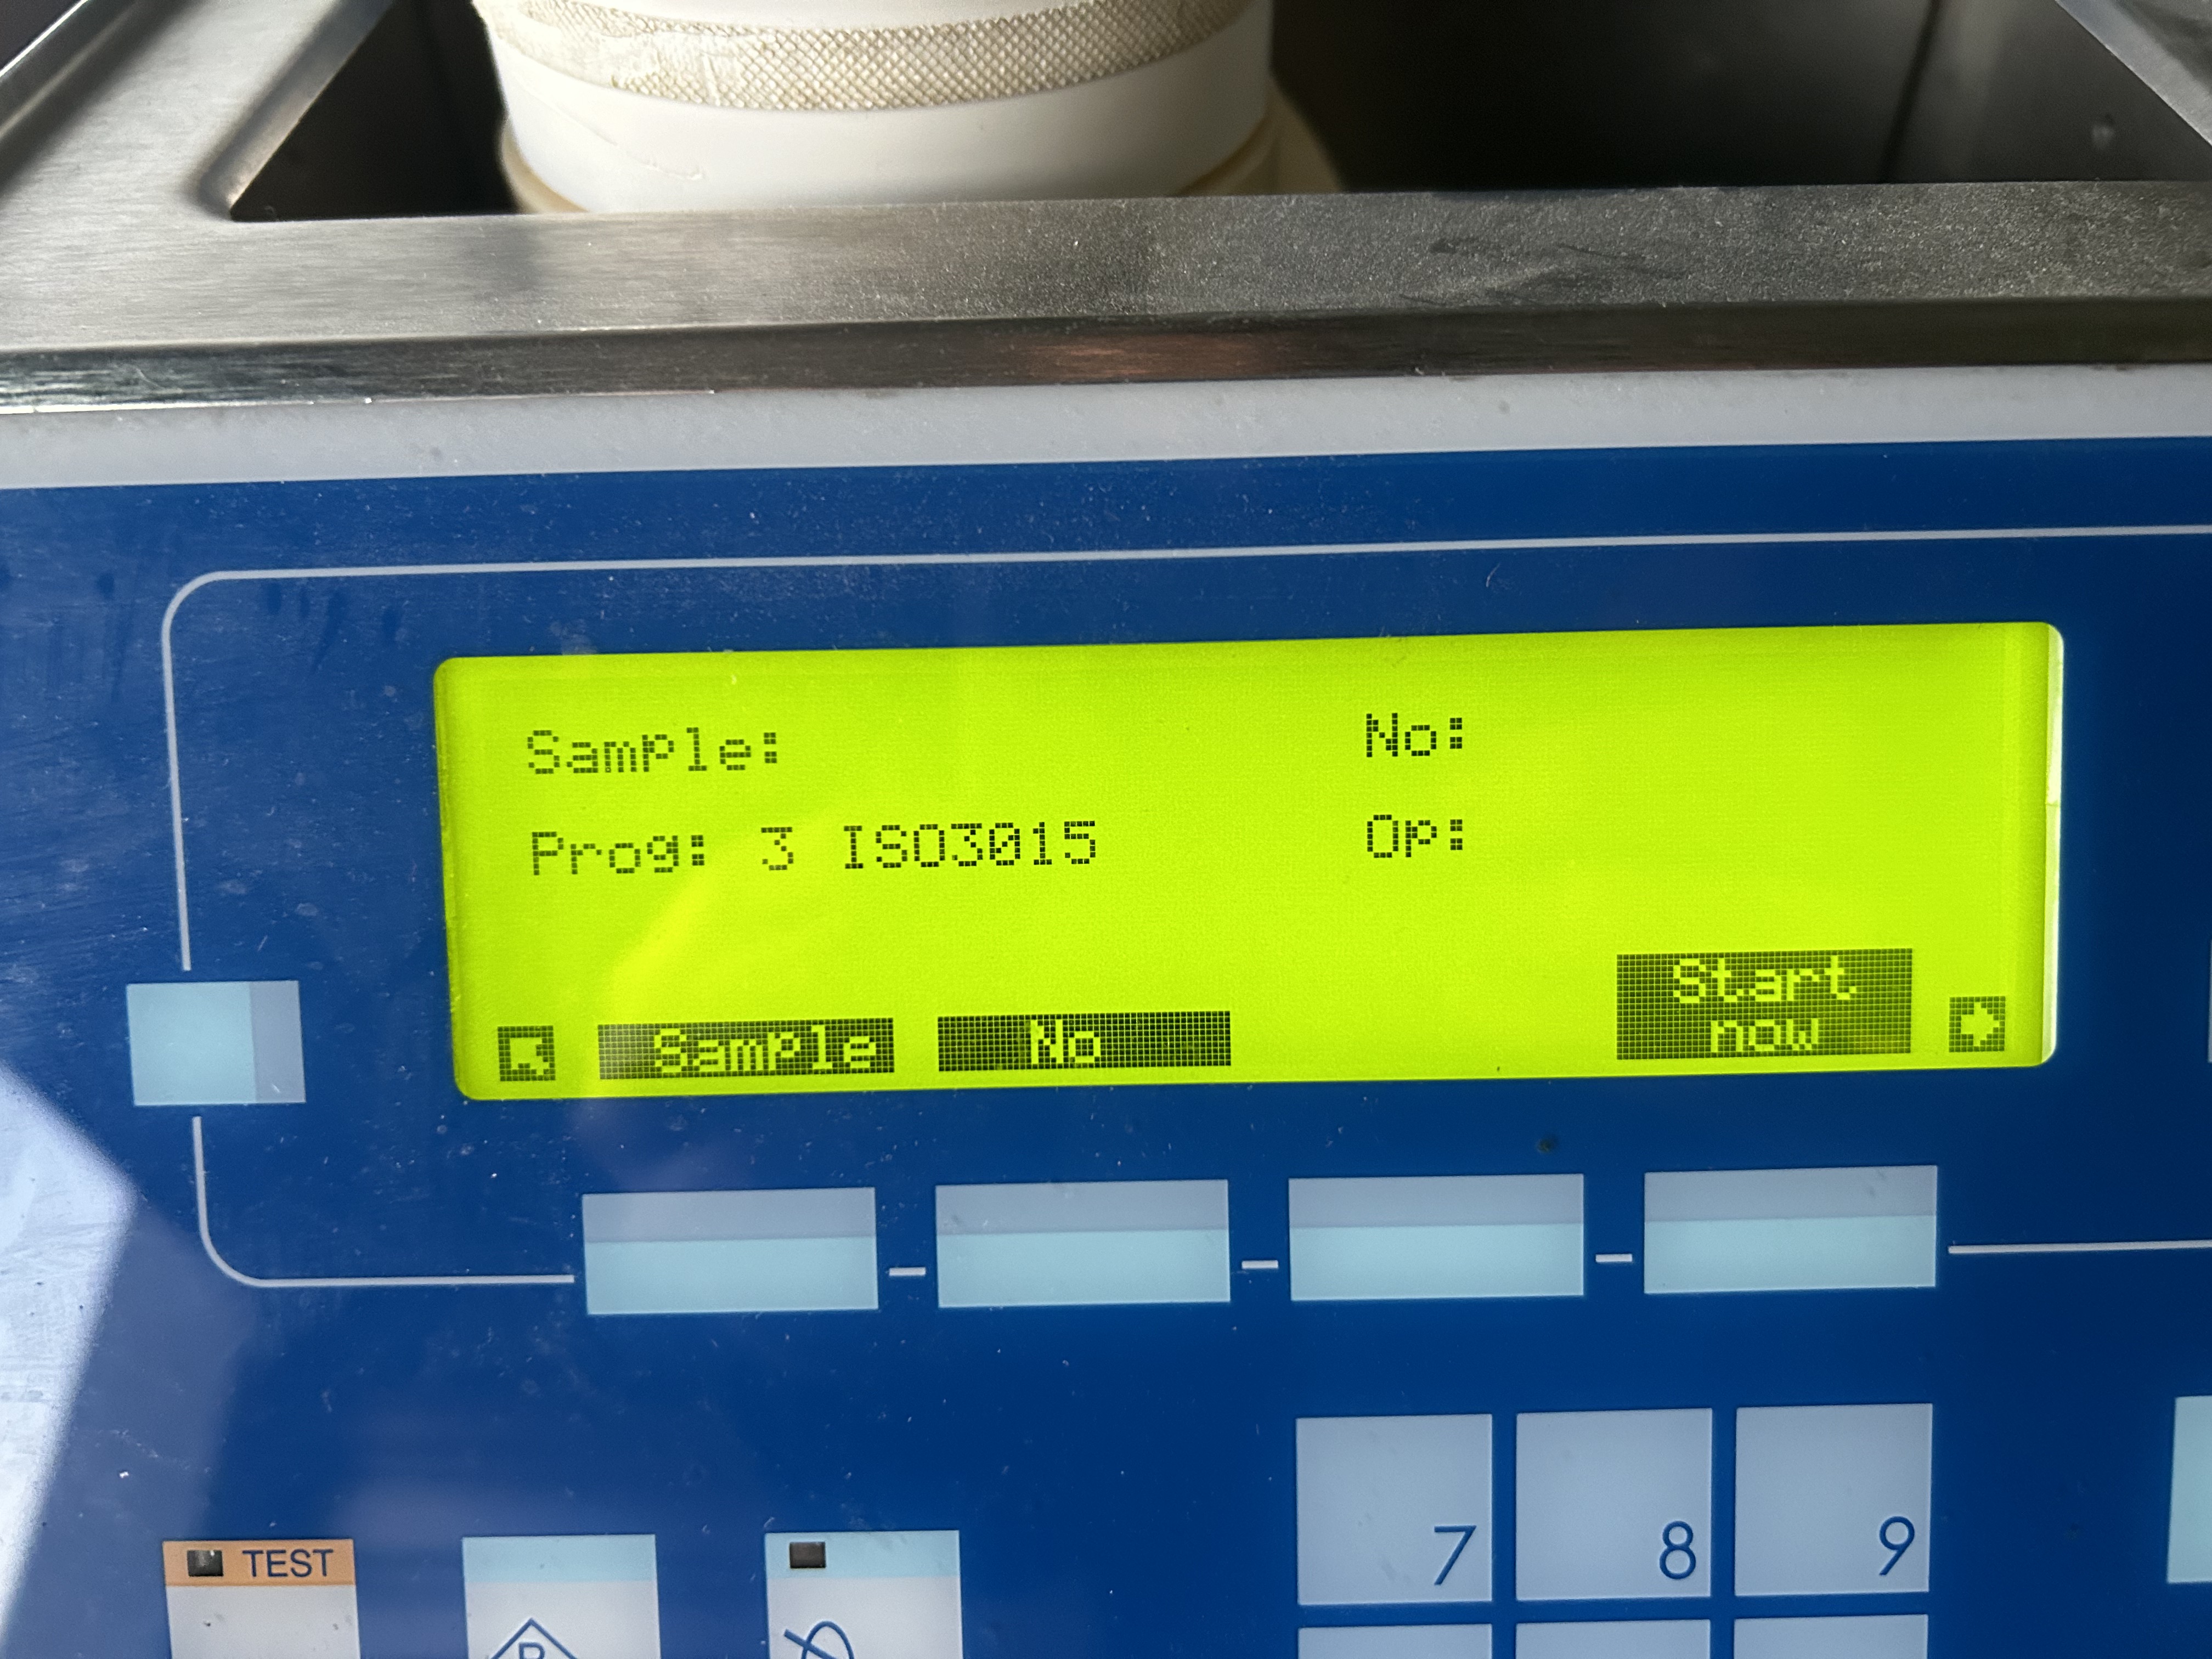 Sample: No:
Prog: 3 ISO3015 Op:
Sample No Start now
7 8 9
TEST
P